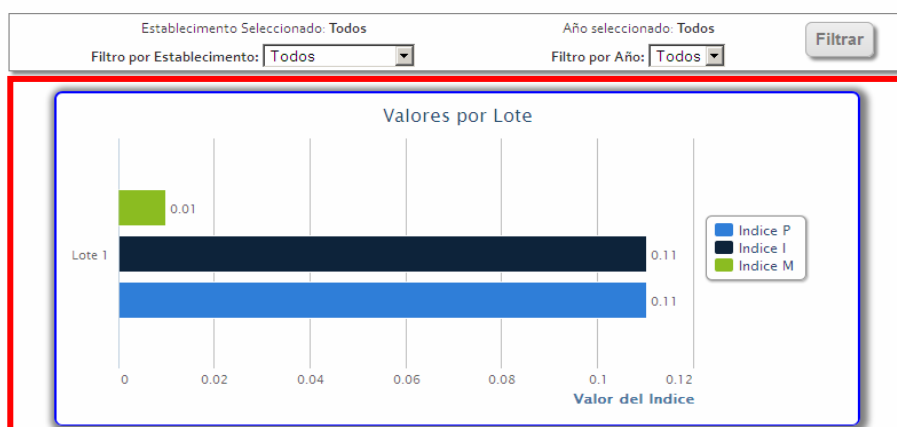 Establecimento Seleccionado: Todos
Año seleccionado: Todos
Filtrar
Filtro por Establecimento: Todos
Filtro por Año: Todos
Valores por Lote
0.01
Lote 1
0.11
0.11
Indice P
Indice I
Indice M
0 0.02 0.04 0.06 0.08 0.1 0.12
Valor del Indice